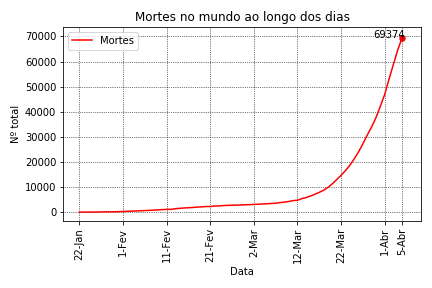 Mortes no mundo ao longo dos dias
69374
Mortes
70000
60000
50000
40000
30000
20000
10000
0
Nº total
22-Jan
1-Fev
11-Fev
21-Fev
2-Mar
12-Mar
22-Mar
1-Abr
5-Abr
Data